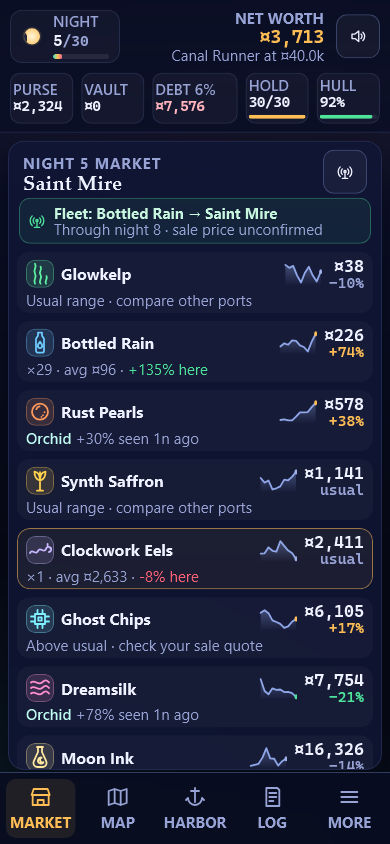 NIGHT
5/30
NET WORTH
¤3,713
Canal Runner at ¤40.0k
PURSE
¤2,324
VAULT
¤0
DEBT 6%
¤7,576
HOLD
30/30
HULL
92%
NIGHT 5 MARKET
Saint Mire
Fleet: Bottled Rain → Saint Mire
Through night 8 · sale price unconfirmed
Glowkelp
¤38
-10%
Usual range · compare other ports
Bottled Rain
¤226
+74%
×29 · avg ¤96 · +135% here
Rust Pearls
¤578
+38%
Orchid +30% seen 1n ago
Synth Saffron
¤1,141
usual
Usual range · compare other ports
Clockwork Eels
¤2,411
usual
×1 · avg ¤2,633 · -8% here
Ghost Chips
¤6,105
+17%
Above usual · check your sale quote
Dreamsilk
¤7,754
-21%
Orchid +78% seen 1n ago
Moon Ink
¤16,326
-14%
MARKET
MAP
HARBOR
LOG
MORE